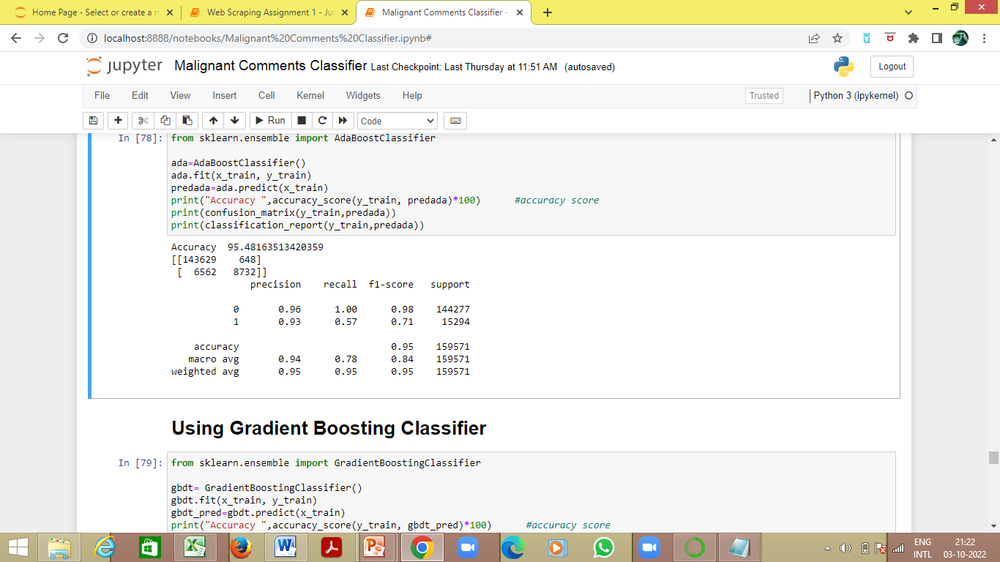 Home Page - Select or create a n
Web Scraping Assignment 1 - Ju
Malignant Comments Classifier -
localhost:8888/notebooks/Malignant%20Comments%20Classifier.ipynb#
jupyter Malignant Comments Classifier Last Checkpoint: Last Thursday at 11:51 AM (autosaved)
Logout
File Edit View Insert Cell Kernel Widgets Help
Trusted
Python 3 (ipykernel)
Run
Code
In [78]: from sklearn.ensemble import AdaBoostClassifier
ada=AdaBoostClassifier()
ada.fit(x_train, y_train)
predada=ada.predict(x_train)
print("Accuracy ",accuracy_score(y_train, predada)*100) #accuracy score
print(confusion_matrix(y_train,predada))
print(classification_report(y_train,predada))
Accuracy 95.48163513420359
[[143629 648]
[ 6562 8732]]
precision recall f1-score support
0 0.96 1.00 0.98 144277
1 0.93 0.57 0.71 15294
accuracy 0.95 159571
macro avg 0.94 0.78 0.84 159571
weighted avg 0.95 0.95 0.95 159571
Using Gradient Boosting Classifier
In [79]: from sklearn.ensemble import GradientBoostingClassifier
gbdt= GradientBoostingClassifier()
gbdt.fit(x_train, y_train)
gbdt_pred=gbdt.predict(x_train)
print("Accuracy ",accuracy_score(y_train, gbdt_pred)*100) #accuracy score
ENG 21:22
INTL 03-10-2022